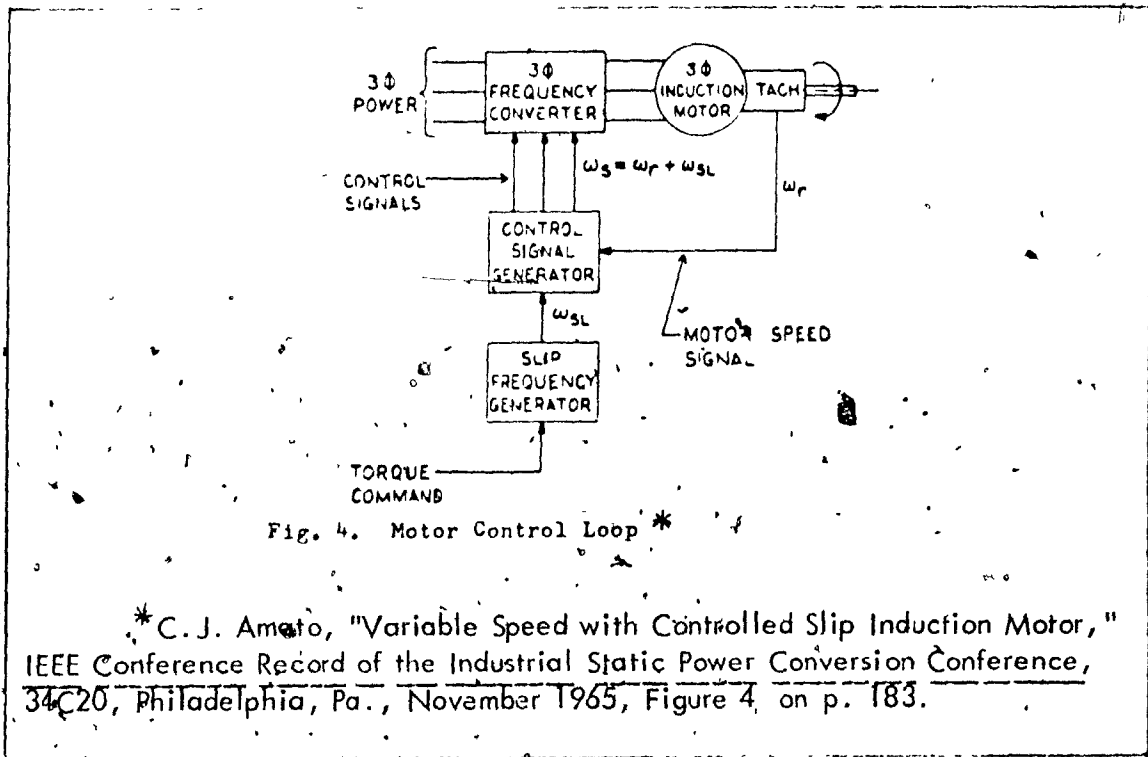 3Φ
POWER
3Φ
FREQUENCY
CONVERTER
3Φ
INDUCTION
MOTOR
TACH
CONTROL
SIGNALS
ωs = ωr + ωSL
ωr
CONTROL
SIGNAL
GENERATOR
ωSL
MOTOR SPEED
SIGNAL
SLIP
FREQUENCY
GENERATOR
TORQUE
COMMAND
Fig. 4. Motor Control Loop *
* C.J. Amato, "Variable Speed with Controlled Slip Induction Motor,"
IEEE Conference Record of the Industrial Static Power Conversion Conference,
34C20, Philadelphia, Pa., November 1965, Figure 4 on p. 183.